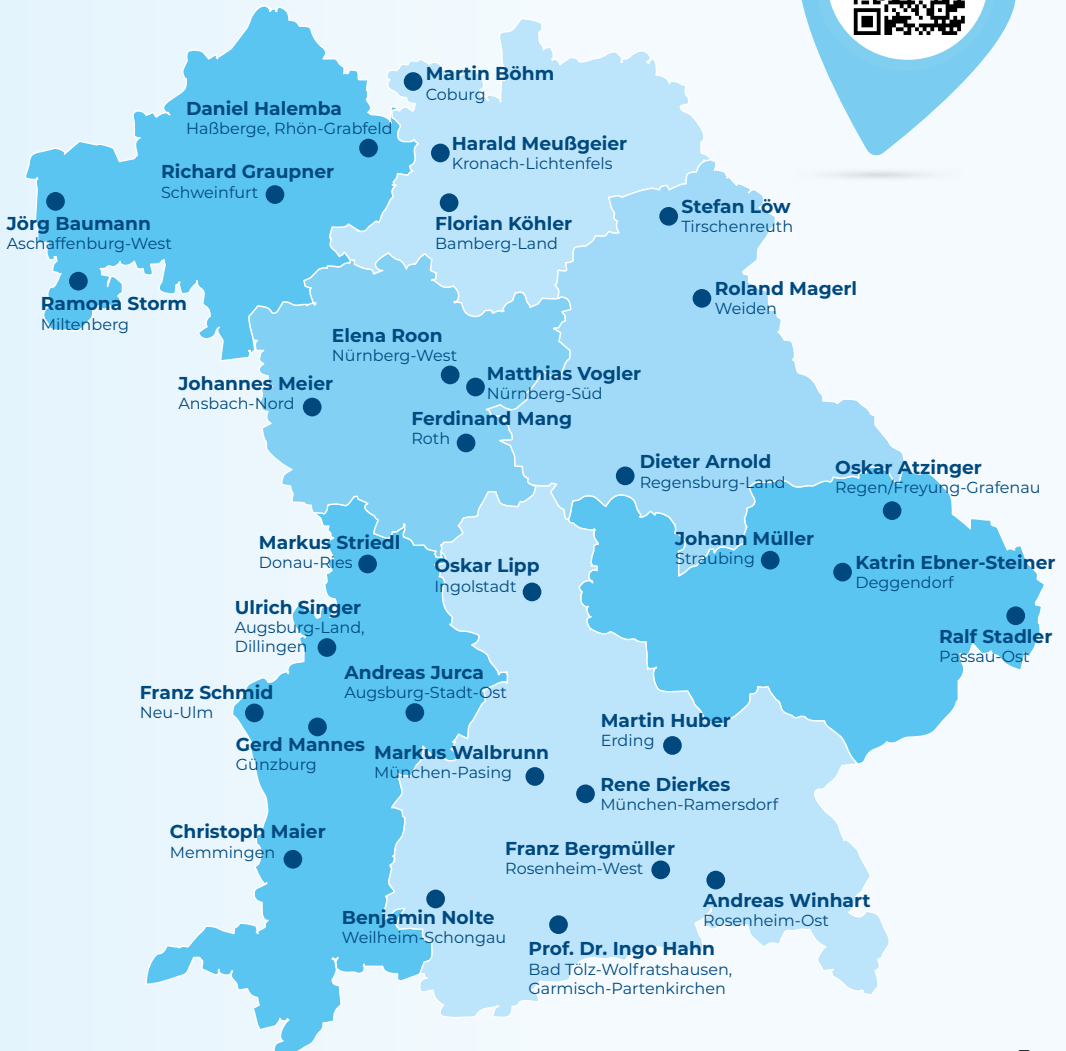 Martin Böhm
Coburg
Daniel Halemba
Haßberge, Rhön-Grabfeld
Harald Meußgeier
Kronach-Lichtenfels
Richard Graupner
Schweinfurt
Stefan Löw
Tirschenreuth
Jörg Baumann
Aschaffenburg-West
Florian Köhler
Bamberg-Land
Roland Magerl
Weiden
Ramona Storm
Miltenberg
Elena Roon
Nürnberg-West
Matthias Vogler
Nürnberg-Süd
Johannes Meier
Ansbach-Nord
Ferdinand Mang
Roth
Dieter Arnold
Regensburg-Land
Oskar Atzinger
Regen/Freyung-Grafenau
Markus Striedl
Donau-Ries
Johann Müller
Straubing
Oskar Lipp
Ingolstadt
Katrin Ebner-Steiner
Deggendorf
Ulrich Singer
Augsburg-Land,
Dillingen
Ralf Stadler
Passau-Ost
Andreas Jurca
Augsburg-Stadt-Ost
Franz Schmid
Neu-Ulm
Martin Huber
Erding
Gerd Mannes
Günzburg
Markus Walbrunn
München-Pasing
Rene Dierkes
München-Ramersdorf
Christoph Maier
Memmingen
Franz Bergmüller
Rosenheim-West
Andreas Winhart
Rosenheim-Ost
Benjamin Nolte
Weilheim-Schongau
Prof. Dr. Ingo Hahn
Bad Tölz-Wolfratshausen,
Garmisch-Partenkirchen